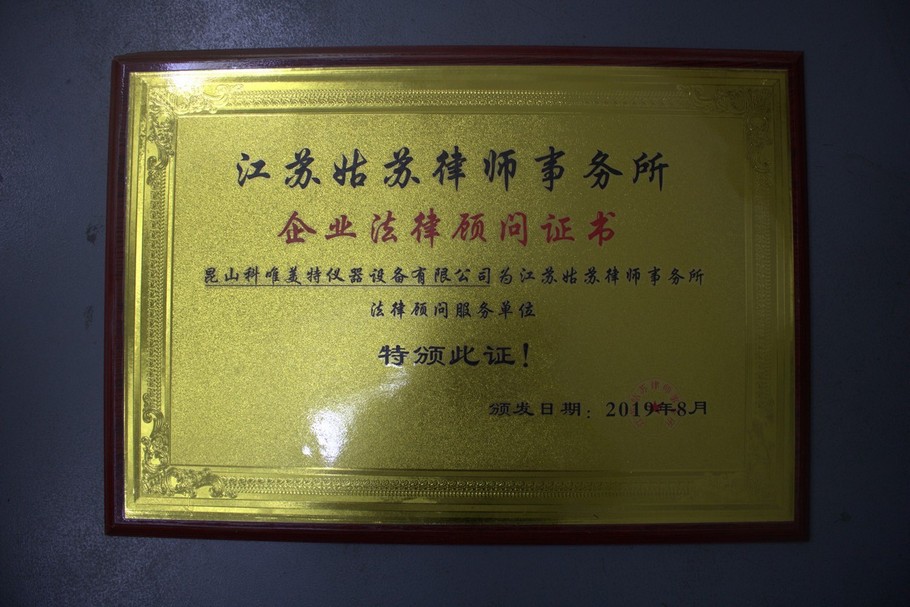 江苏姑苏律师事务所
企业法律顾问证书
昆山科唯美特仪器设备有限公司为江苏姑苏律师事务所
法律顾问服务单位
特颁此证！
颁发日期：2019年8月